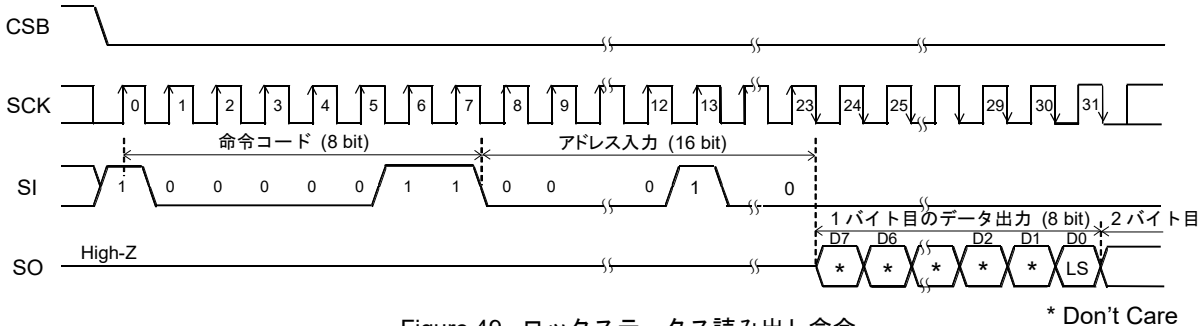 CSB
SCK 0 1 2 3 4 5 6 7 8 9 12 13 23 24 25 29 30 31
命令コード (8 bit) アドレス入力 (16 bit)
SI 1 0 0 0 0 0 1 1 0 0 0 1 0
1 バイト目のデータ出力 (8 bit) 2 バイト目
High-Z D7 D6 D2 D1 D0
SO * * * * * LS
* Don't Care